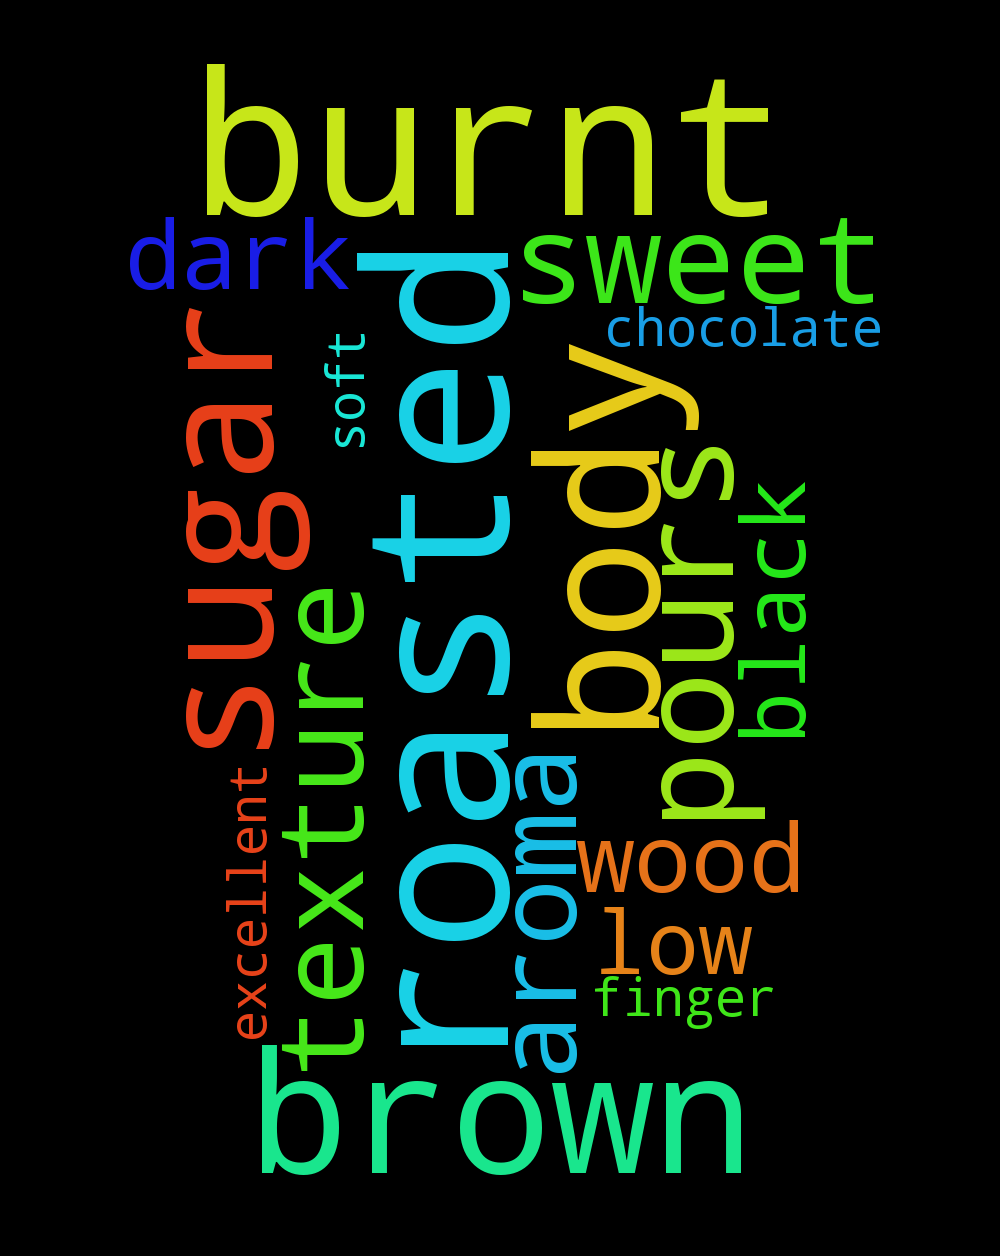 burnt
dark
sweet
chocolate
sugar
soft
roasted
body
pours
black
texture
excellent
aroma
wood
low
finger
brown